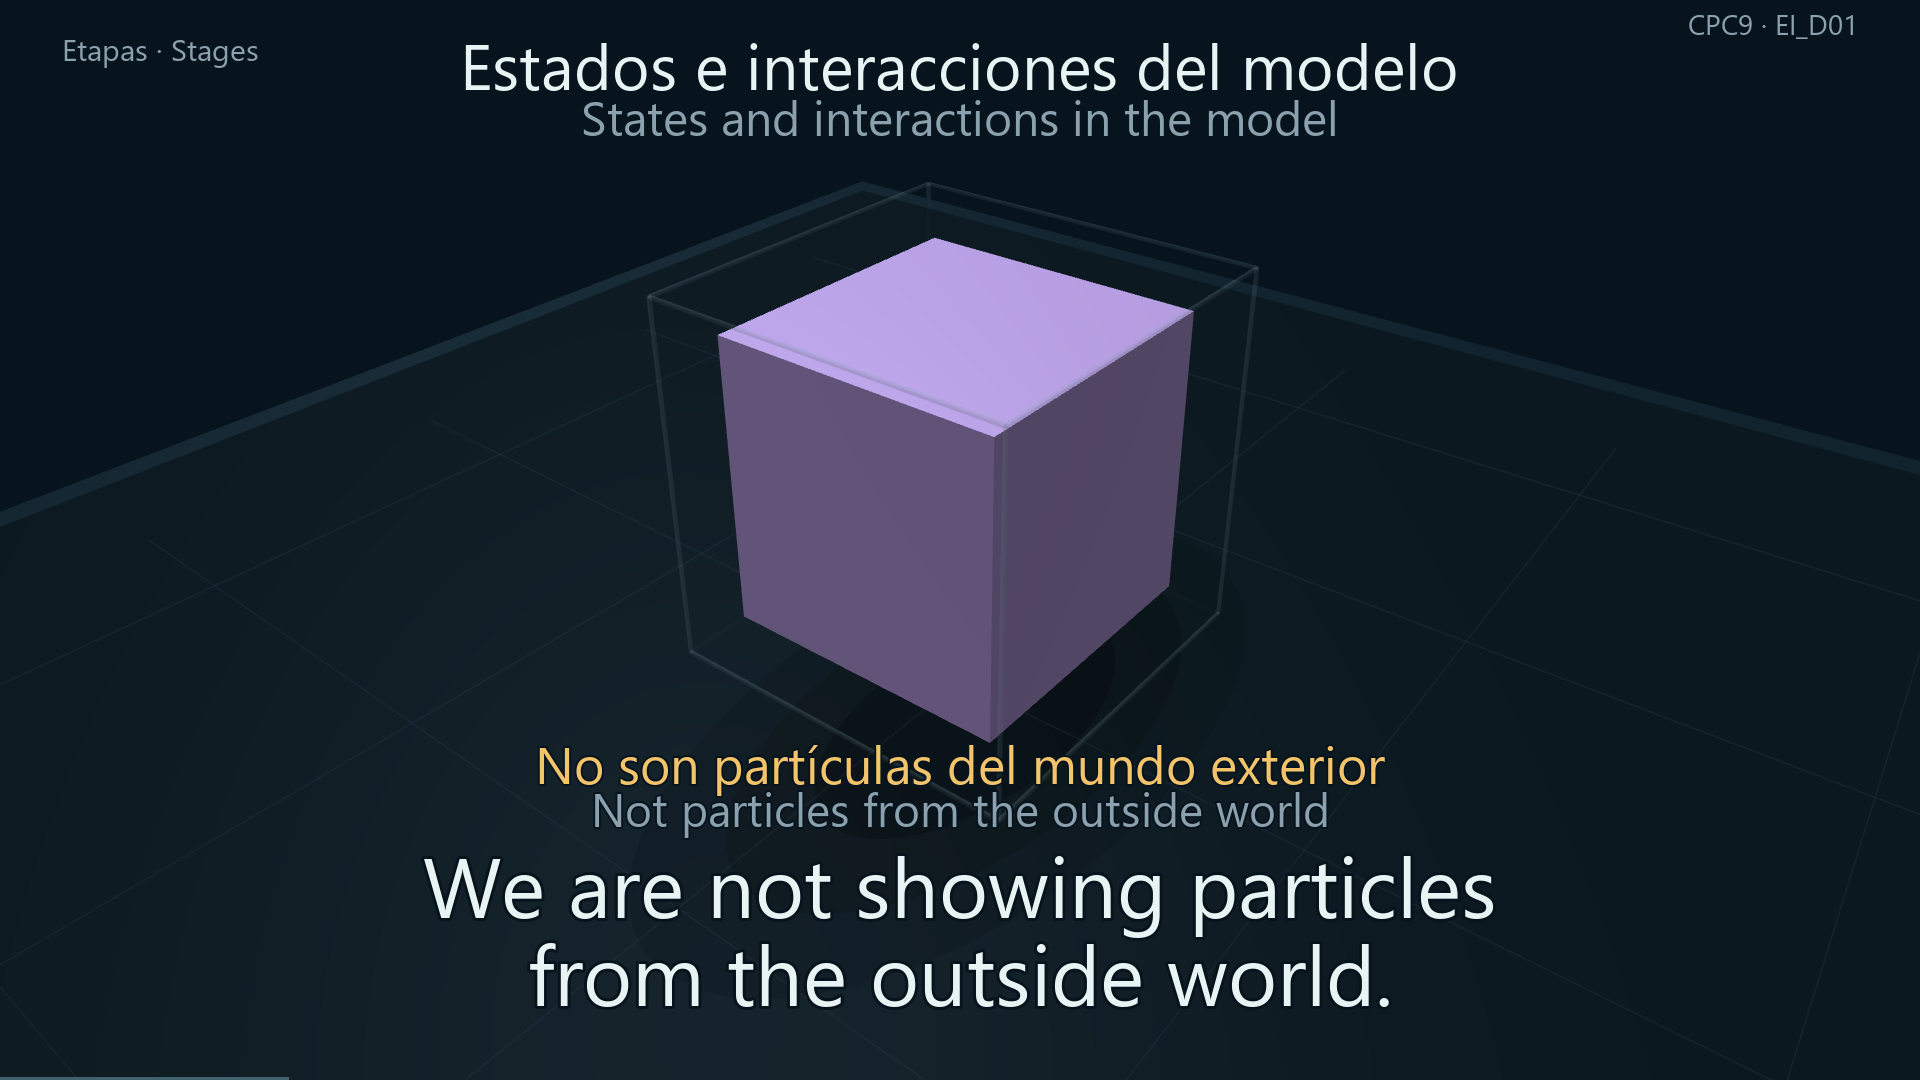 Etapas · Stages
CPC9 · EI_D01
Estados e interacciones del modelo
States and interactions in the model
No son partículas del mundo exterior
Not particles from the outside world
We are not showing particles
from the outside world.